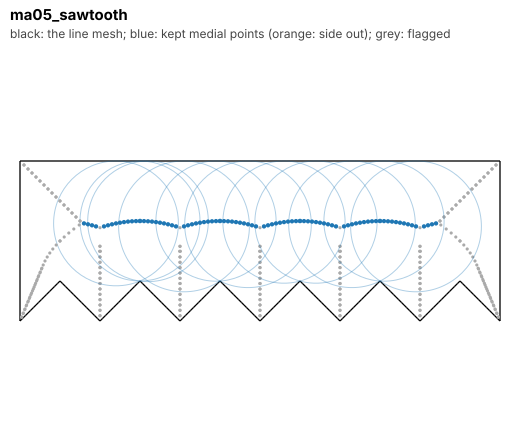 ma05_sawtooth
black: the line mesh; blue: kept medial points (orange: side out); grey: flagged